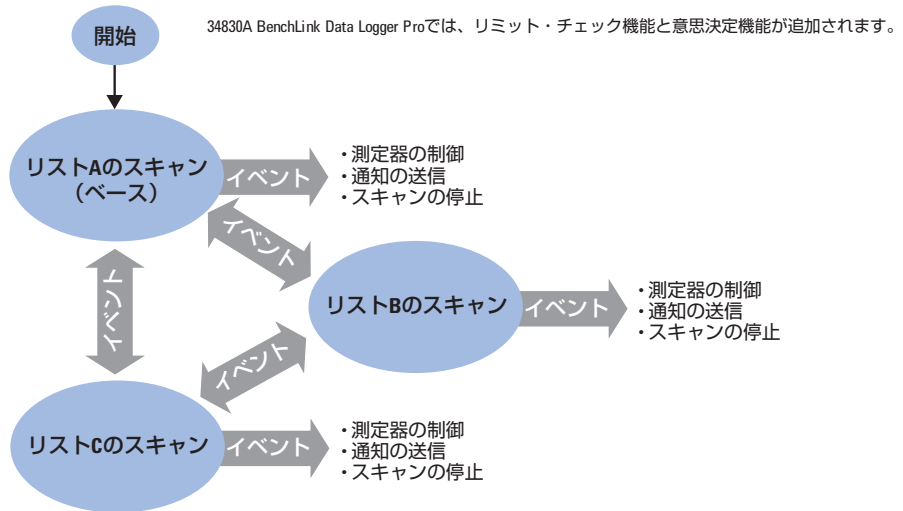 34830A BenchLink Data Logger Proでは、リミット・チェック機能と意思決定機能が追加されます。
開始
リストAのスキャン
（ベース）
イベント
・測定器の制御
・通知の送信
・スキャンの停止
イベント
イベント
リストBのスキャン
イベント
・測定器の制御
・通知の送信
・スキャンの停止
イベント
リストCのスキャン
イベント
・測定器の制御
・通知の送信
・スキャンの停止